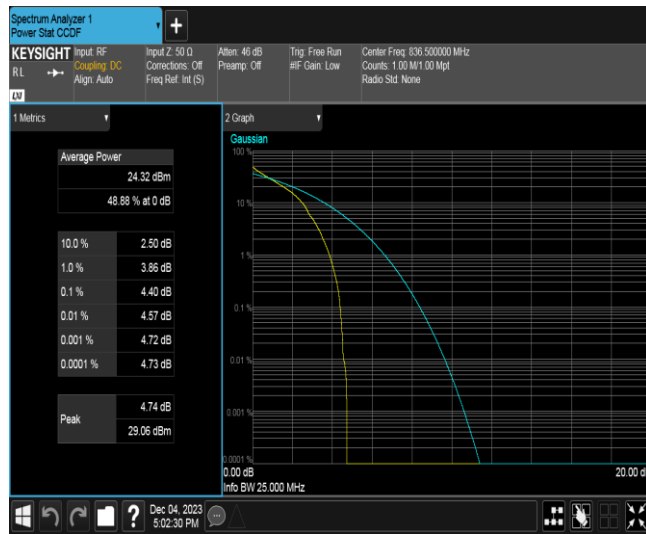 Spectrum Analyzer 1
Power Stat CCDF
+
KEYSIGHT
RL
LXI
Input: RF
Coupling: DC
Align: Auto
Input Z: 50 Ω
Corrections: Off
Freq Ref: Int (S)
Atten: 46 dB
Preamp: Off
Trig: Free Run
#IF Gain: Low
Center Freq: 836.500000 MHz
Counts: 1.00 M/1.00 Mpt
Radio Std: None
1 Metrics
Average Power
24.32 dBm
48.88 % at 0 dB
10.0 % 2.50 dB
1.0 % 3.86 dB
0.1 % 4.40 dB
0.01 % 4.57 dB
0.001 % 4.72 dB
0.0001 % 4.73 dB
Peak
4.74 dB
29.06 dBm
2 Graph
Gaussian
100 %
10 %
1 %
0.1 %
0.01 %
0.001 %
0.0001 %
0.00 dB
20.00 d
Info BW 25.000 MHz
?
Dec 04, 2023
5:02:30 PM